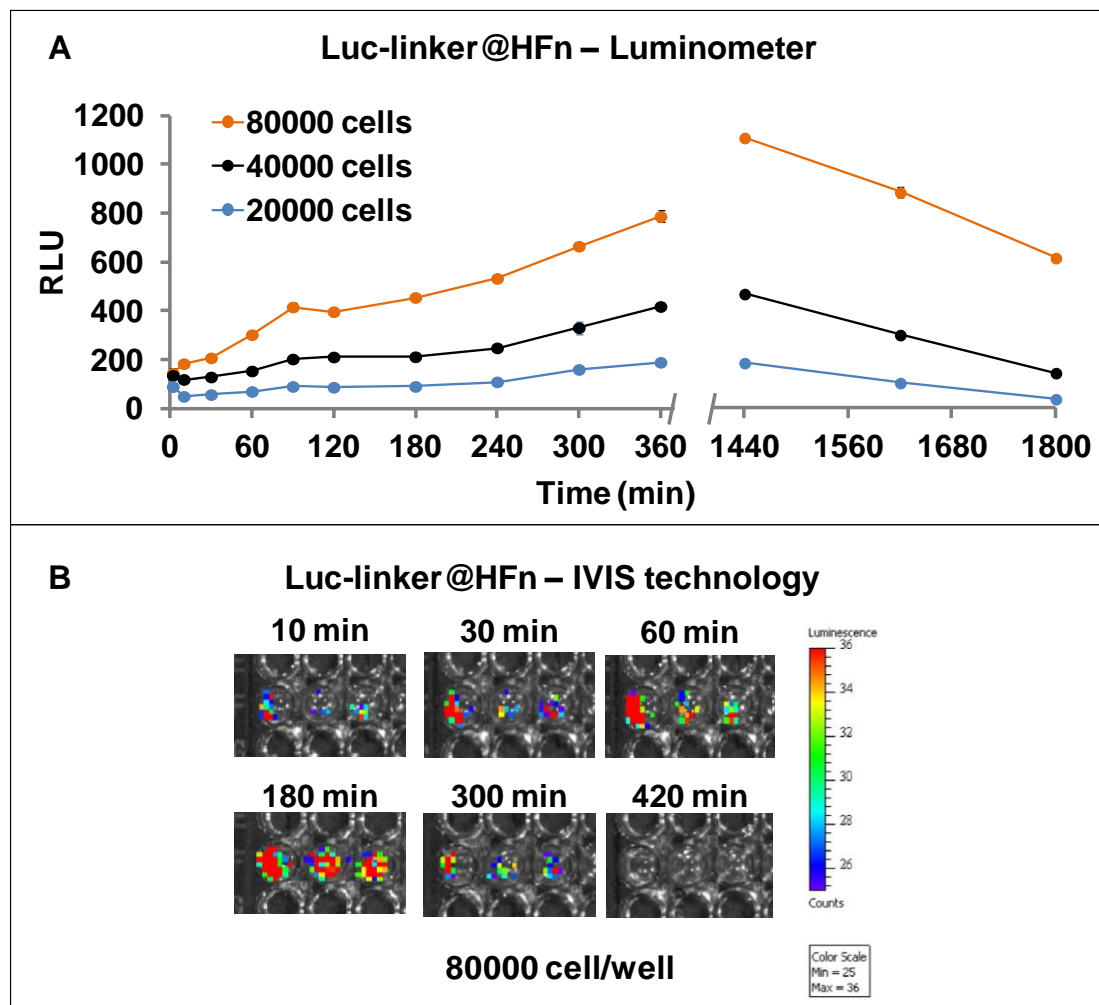 A
Luc-linker@HFn – Luminometer
1200
1000
800
600
400
200
0
RLU
80000 cells
40000 cells
20000 cells
0 60 120 180 240 300 360 1440 1560 1680 1800
Time (min)
B
Luc-linker@HFn – IVIS technology
10 min 30 min 60 min
180 min 300 min 420 min
80000 cell/well
Luminescence
36
34
32
30
28
26
Counts
Color Scale
Min = 25
Max = 36